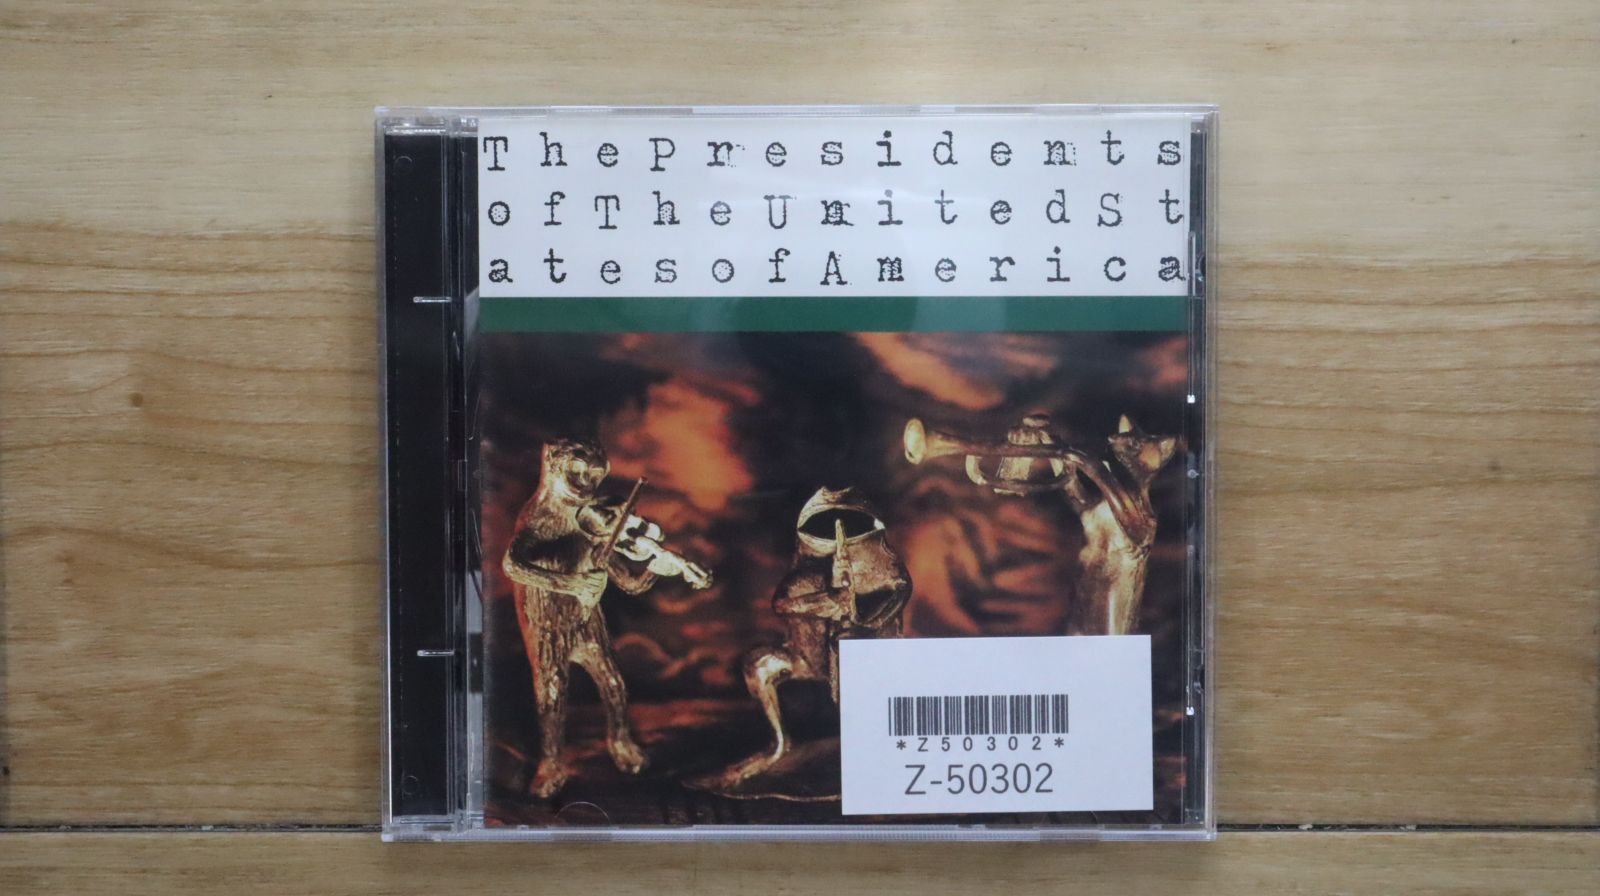 ThePresidents
ofTheUnitedSt
atesofAmerica
*Z50302*
Z-50302